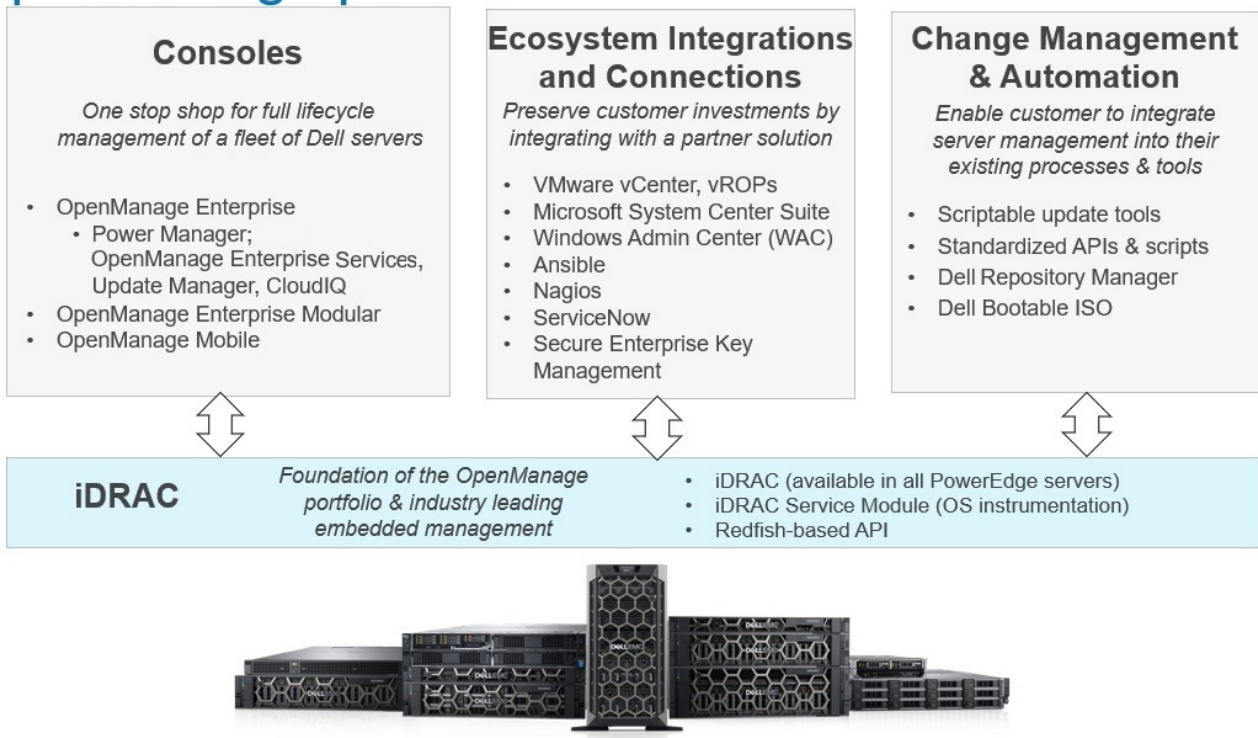 Consoles
One stop shop for full lifecycle
management of a fleet of Dell servers
• OpenManage Enterprise
• Power Manager;
OpenManage Enterprise Services,
Update Manager, CloudIQ
• OpenManage Enterprise Modular
• OpenManage Mobile
Ecosystem Integrations
and Connections
Preserve customer investments by
integrating with a partner solution
• VMware vCenter, vROPs
• Microsoft System Center Suite
• Windows Admin Center (WAC)
• Ansible
• Nagios
• ServiceNow
• Secure Enterprise Key
Management
Change Management
& Automation
Enable customer to integrate
server management into their
existing processes & tools
• Scriptable update tools
• Standardized APIs & scripts
• Dell Repository Manager
• Dell Bootable ISO
iDRAC
Foundation of the OpenManage
portfolio & industry leading
embedded management
• iDRAC (available in all PowerEdge servers)
• iDRAC Service Module (OS instrumentation)
• Redfish-based API
DELLEMC
DELLEMC
DELLEMC
DELLEMC